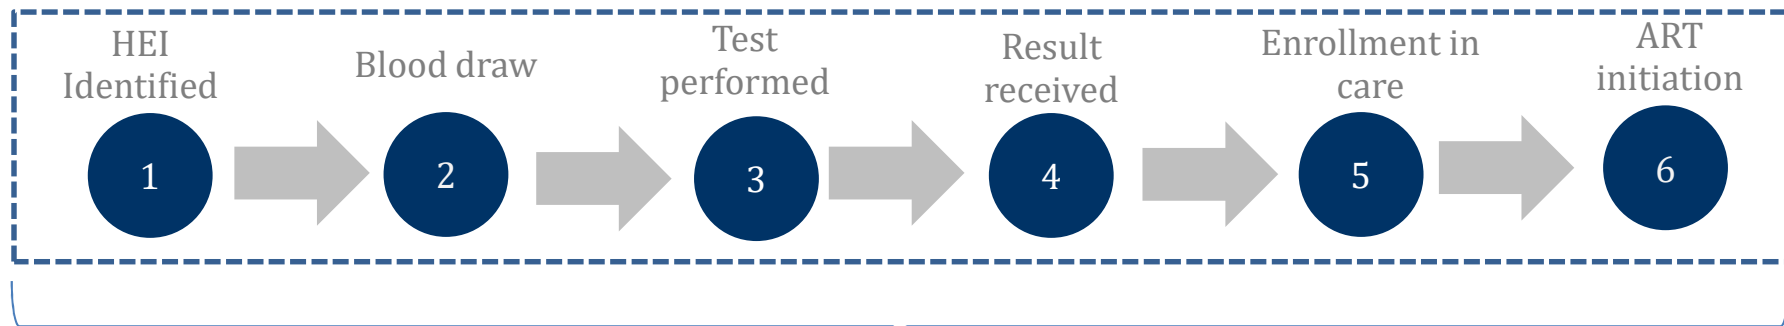 HEI
Identified
Blood draw
Test
performed
Result
received
Enrollment in
care
ART
initiation
1
2
3
4
5
6